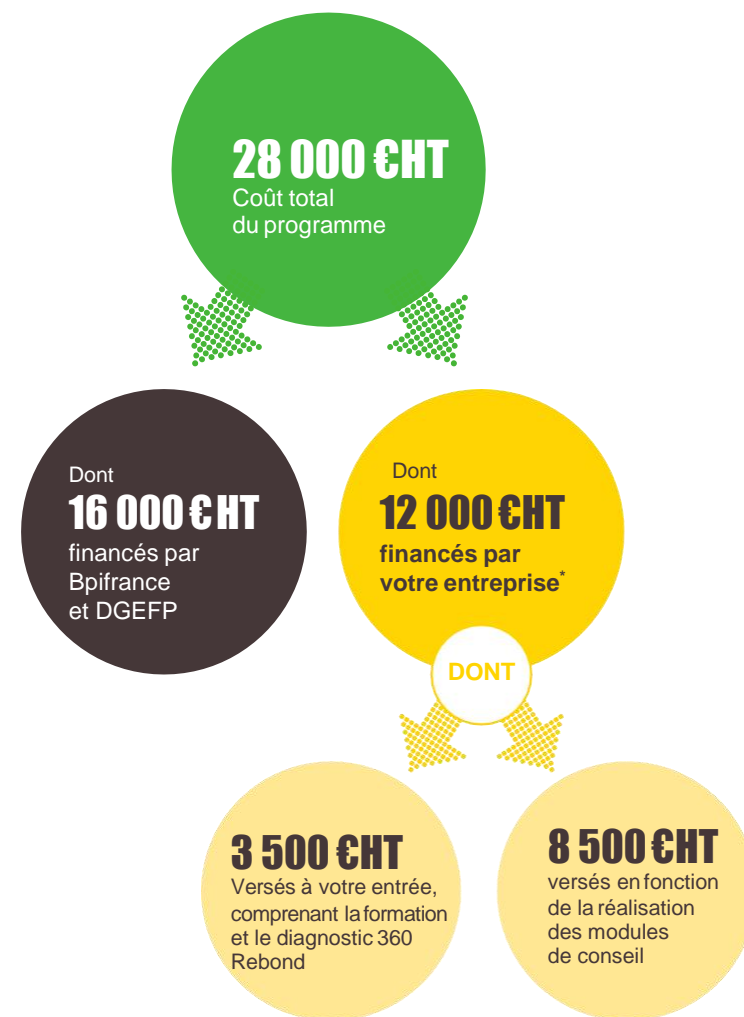 28 000 €HT
Coût total
du programme
Dont
16 000 € HT
financés par
Bpifrance
et DGEFP
Dont
12 000 €HT
financés par
votre entreprise*
DONT
3 500 €HT
Versés à votre entrée,
comprenant la formation
et le diagnostic 360
Rebond
8 500 €HT
versés en fonction
de la réalisation
des modules
de conseil